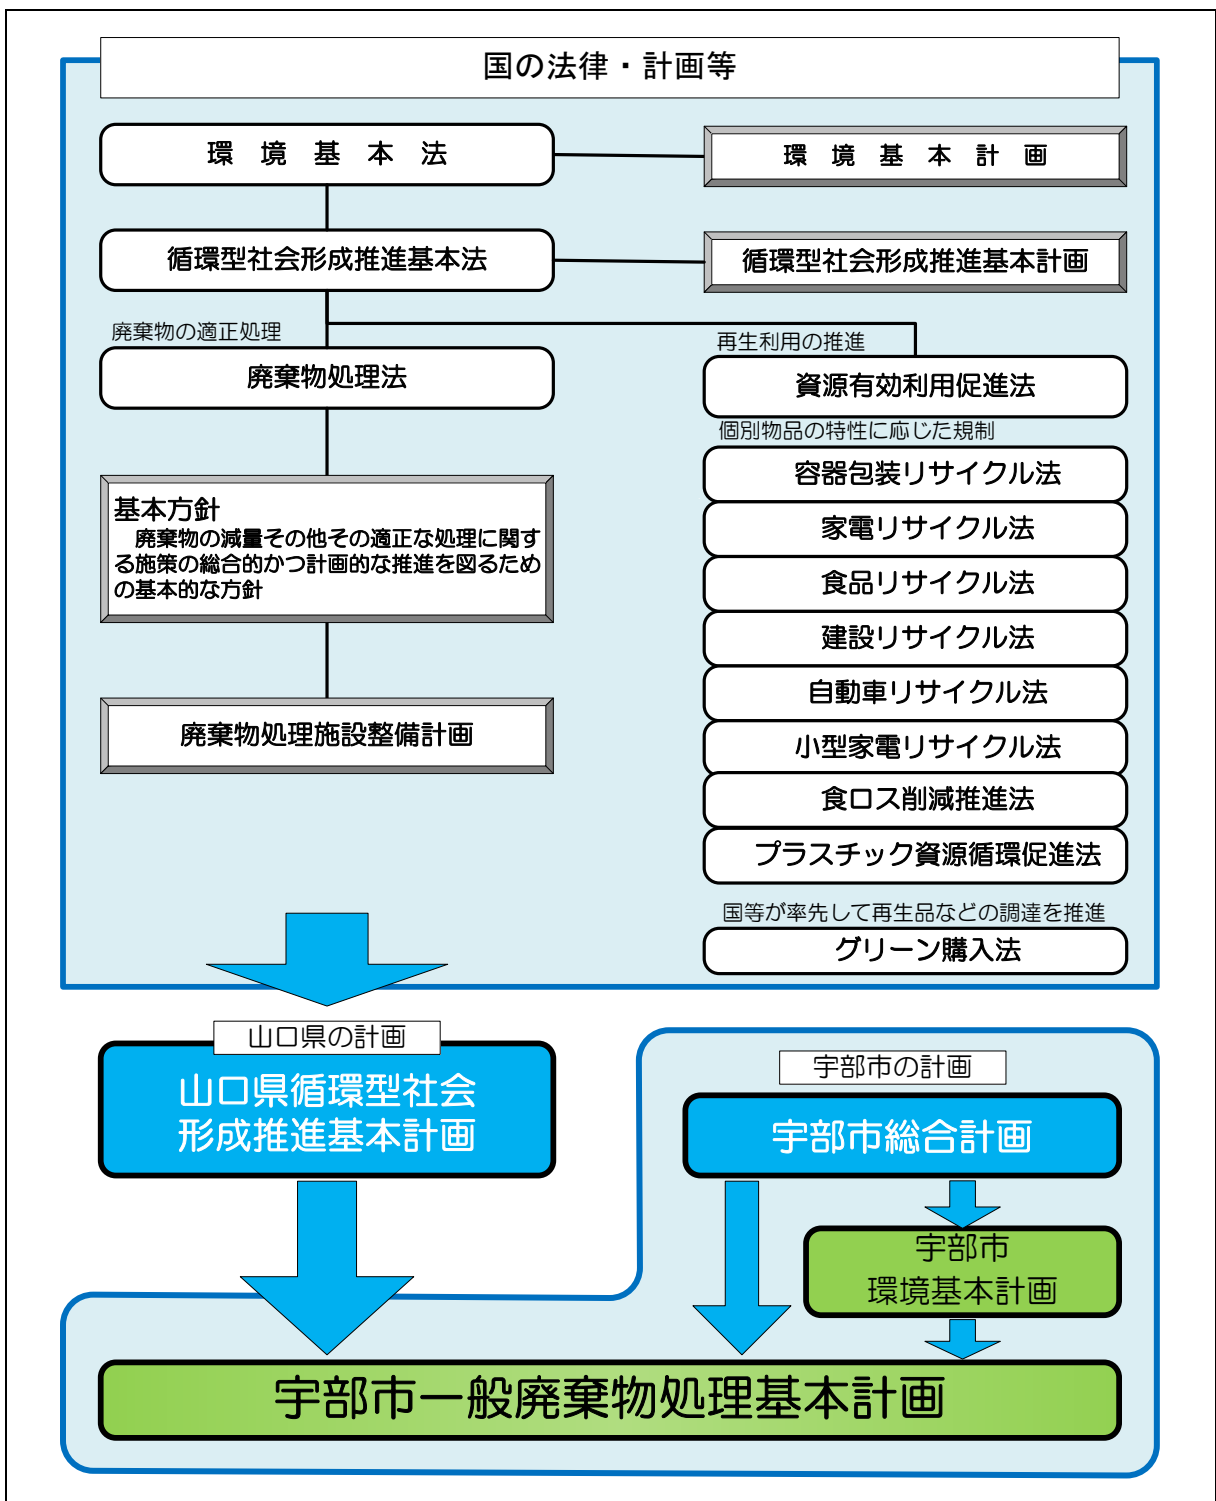 国の法律・計画等
環境基本法
環境基本計画
循環型社会形成推進基本法
循環型社会形成推進基本計画
廃棄物の適正処理
廃棄物処理法
基本方針
廃棄物の減量その他その適正な処理に関す
る施策の総合的かつ計画的な推進を図るため
の基本的な方針
廃棄物処理施設整備計画
再生利用の推進
資源有効利用促進法
個別物品の特性に応じた規制
容器包装リサイクル法
家電リサイクル法
食品リサイクル法
建設リサイクル法
自動車リサイクル法
小型家電リサイクル法
食ロス削減推進法
プラスチック資源循環促進法
国等が率先して再生品などの調達を推進
グリーン購入法
山口県の計画
山口県循環型社会
形成推進基本計画
宇部市の計画
宇部市総合計画
宇部市
環境基本計画
宇部市一般廃棄物処理基本計画